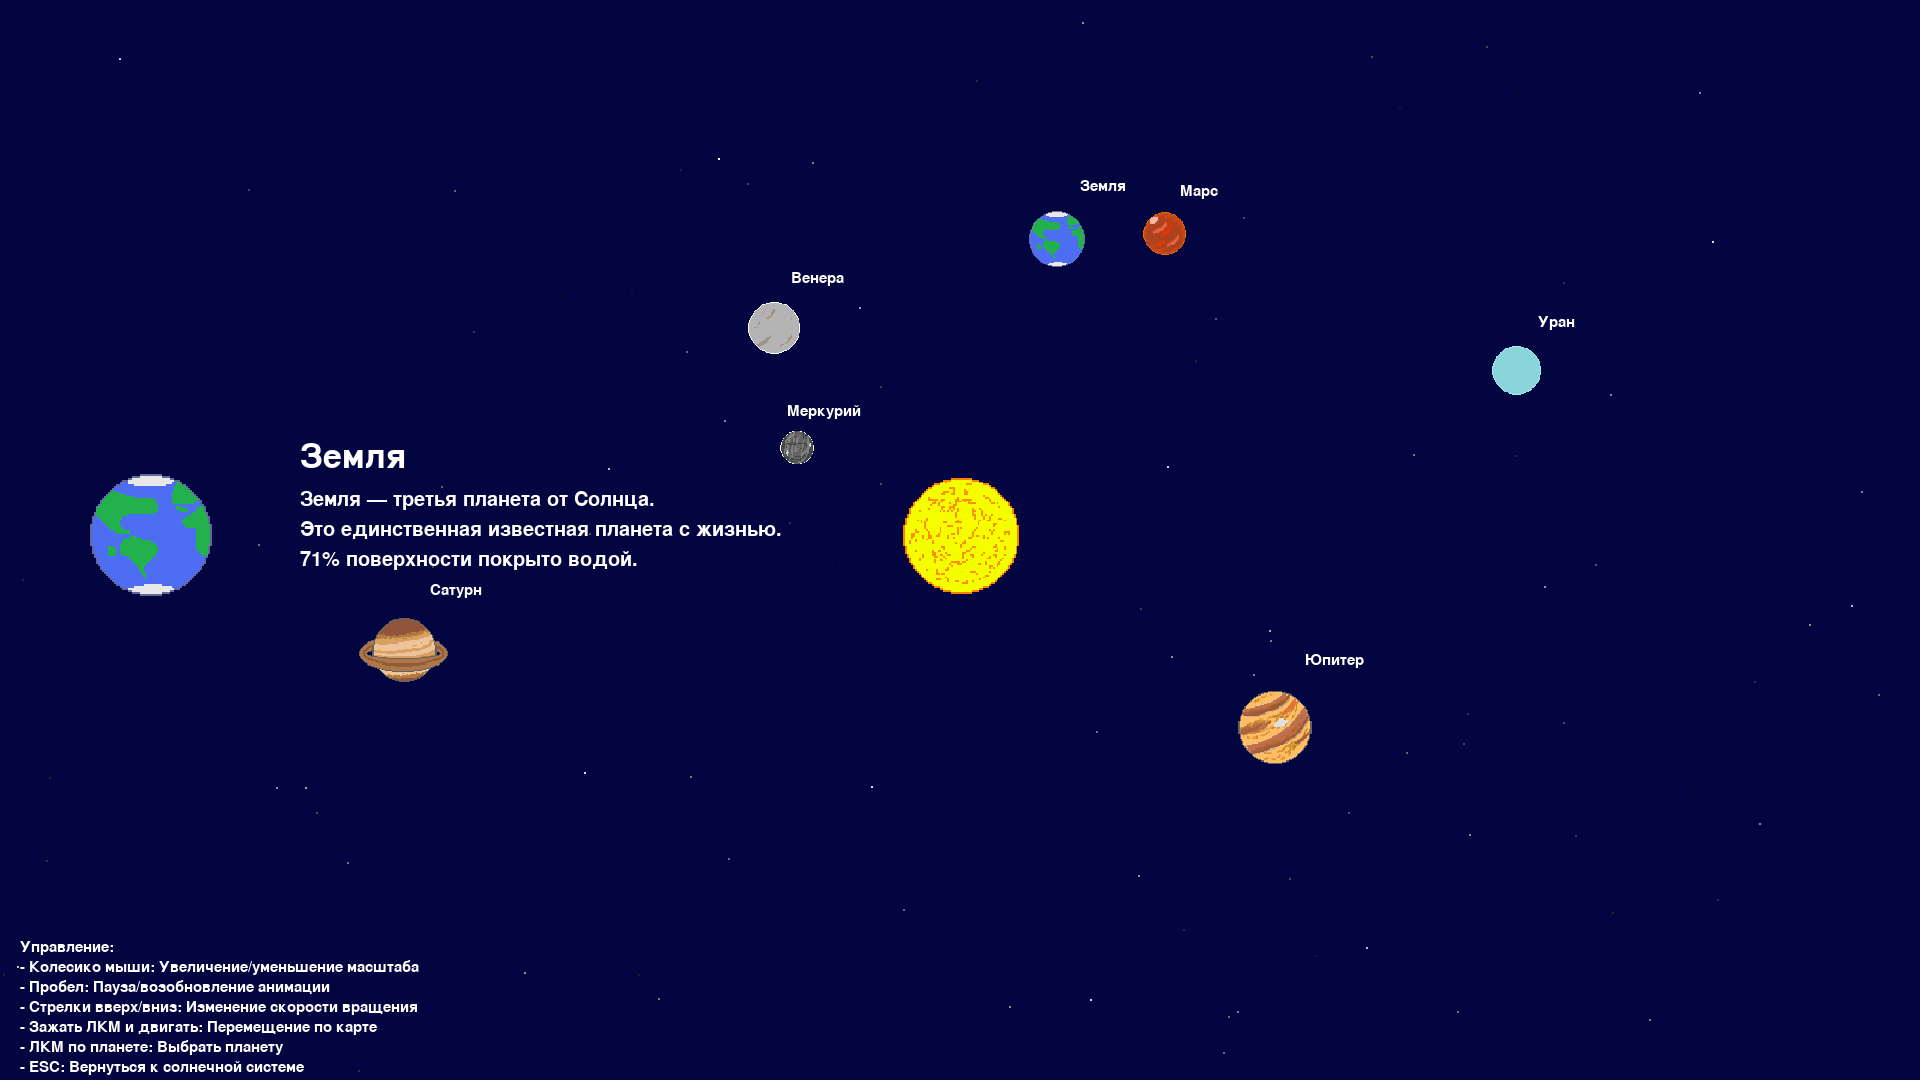 Земля
Марс
Венера
Уран
Меркурий
Земля
Земля — третья планета от Солнца.
Это единственная известная планета с жизнью.
71% поверхности покрыто водой.
Сатурн
Юпитер
Управление:
- Колесико мыши: Увеличение/уменьшение масштаба
- Пробел: Пауза/возобновление анимации
- Стрелки вверх/вниз: Изменение скорости вращения
- Зажать ЛКМ и двигать: Перемещение по карте
- ЛКМ по планете: Выбрать планету
- ESC: Вернуться к солнечной системе